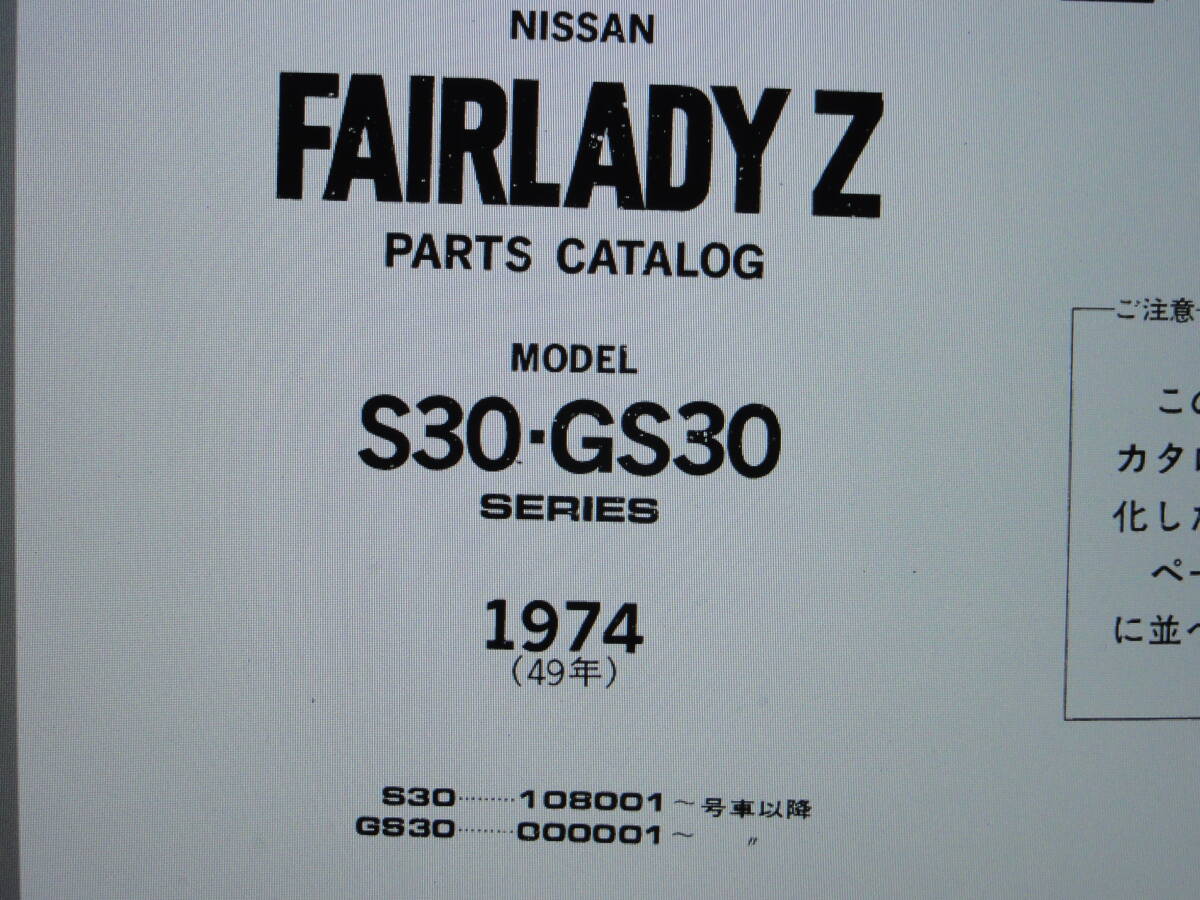 NISSAN
FAIRLADY Z
PARTS CATALOG
MODEL
S30・GS30
SERIES
1974
(49年)
S30………108001~号車以降
GS30………000001~ 〃
ご注意
この
カタロ
化した
ペー
に並べ